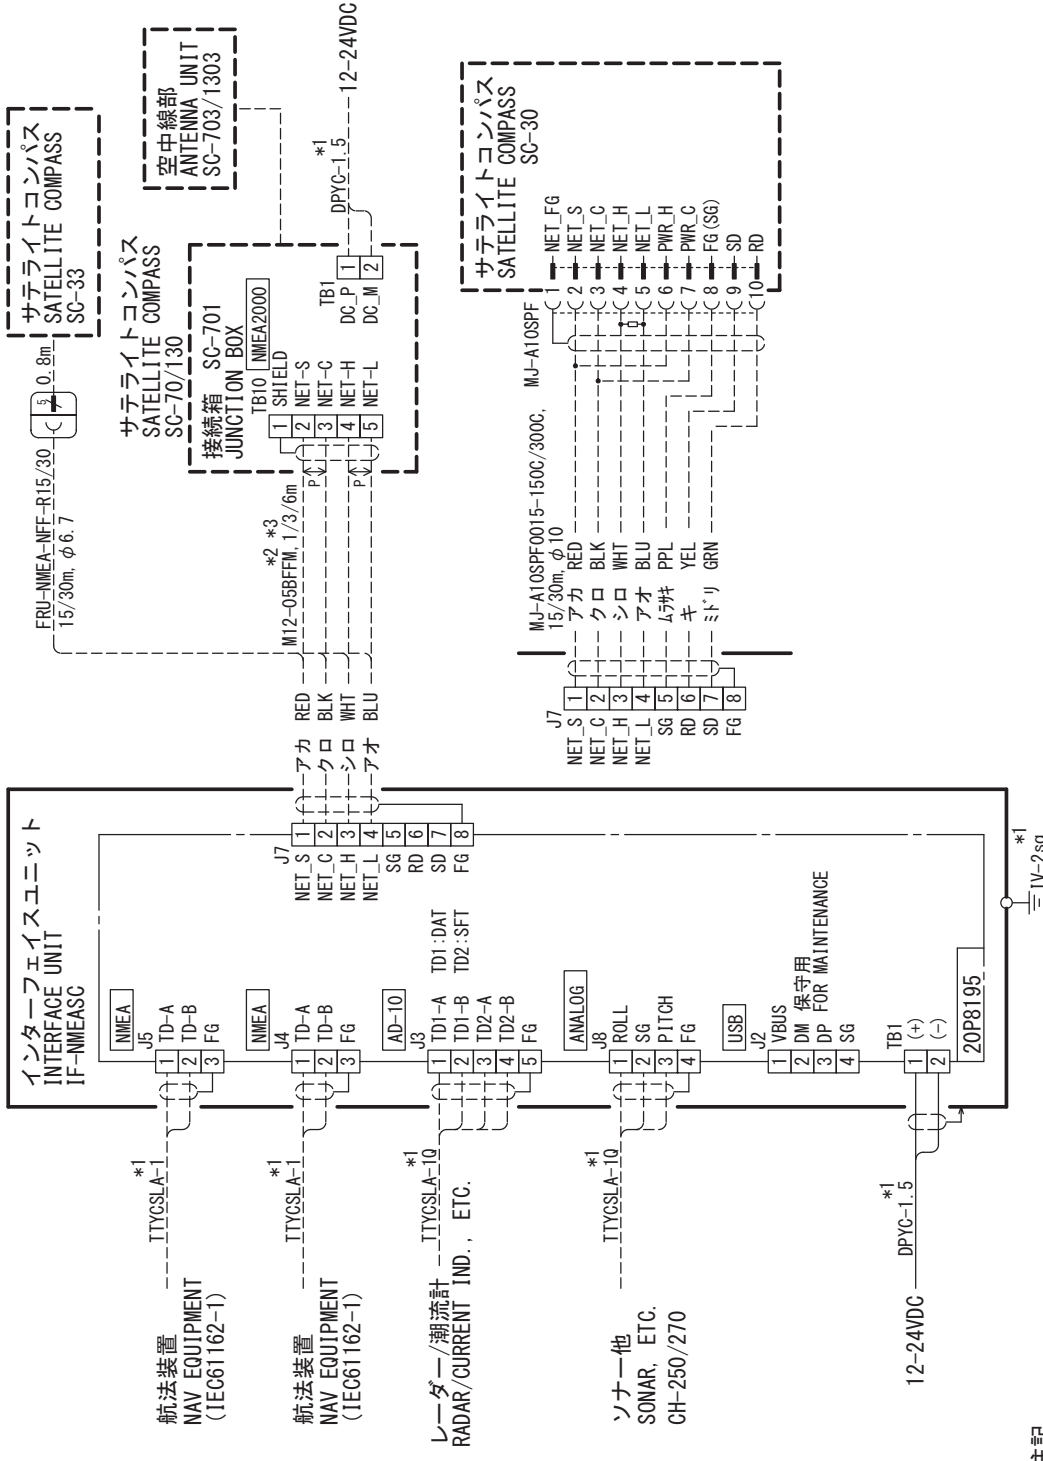 インターフェイスユニット
INTERFACE UNIT
IF-NMEASC
航法装置
NAV EQUIPMENT
(IEC61162-1)
TTYCSLA-1
*1
NMEA
J5
1 TD-A
2 TD-B
3 FG
航法装置
NAV EQUIPMENT
(IEC61162-1)
TTYCSLA-1
*1
NMEA
J4
1 TD-A
2 TD-B
3 FG
レーダー/潮流計
RADAR/CURRENT IND., ETC.
TTYCSLA-1Q
*1
AD-10
J3
1 TD1-A TD1:DAT
2 TD1-B TD2:SFT
3 TD2-A
4 TD2-B
5 FG
ソナー他
SONAR, ETC.
CH-250/270
TTYCSLA-1Q
*1
ANALOG
J8
1 ROLL
2 SG
3 PITCH
4 FG
USB
J2
1 VBUS
2 DM 保守用
3 DP FOR MAINTENANCE
4 SG
12-24VDC
DPYC-1.5
*1
TB1
1 (+)
2 (-)
20P8195
*1
IV-2sq
J7
NET_S 1 アカ RED
NET_C 2 クロ BLK
NET_H 3 シロ WHT
NET_L 4 アオ BLU
SG 5
RD 6
SD 7
FG 8
FRU-NMEA-NFF-R15/30
15/30m, φ6.7
5
0.8m
サテライトコンパス
SATELLITE COMPASS
SC-33
*2 *3
M12-05BFFM, 1/3/6m
P
P
サテライトコンパス
SATELLITE COMPASS
SC-70/130
接続箱 SC-701
JUNCTION BOX
TB10 NMEA2000
1 SHIELD
2 NET-S
3 NET-C
4 NET-H
5 NET-L
TB1
DC_P 1
DC_M 2
DPYC-1.5
*1
12-24VDC
空中線部
ANTENNA UNIT
SC-703/1303
MJ-A10SPF0015-150C/300C,
15/30m, φ10
MJ-A10SPF
J7
NET_S 1 アカ RED
NET_C 2 クロ BLK
NET_H 3 シロ WHT
NET_L 4 アオ BLU
SG 5 ムラサキ PPL
RD 6 キ YEL
SD 7 ミドリ GRN
FG 8
サテライトコンパス
SATELLITE COMPASS
SC-30
1 NET_FG
2 NET_S
3 NET_C
4 NET_H
5 NET_L
6 PWR_H
7 PWR_C
8 FG(SG)
9 SD
10 RD